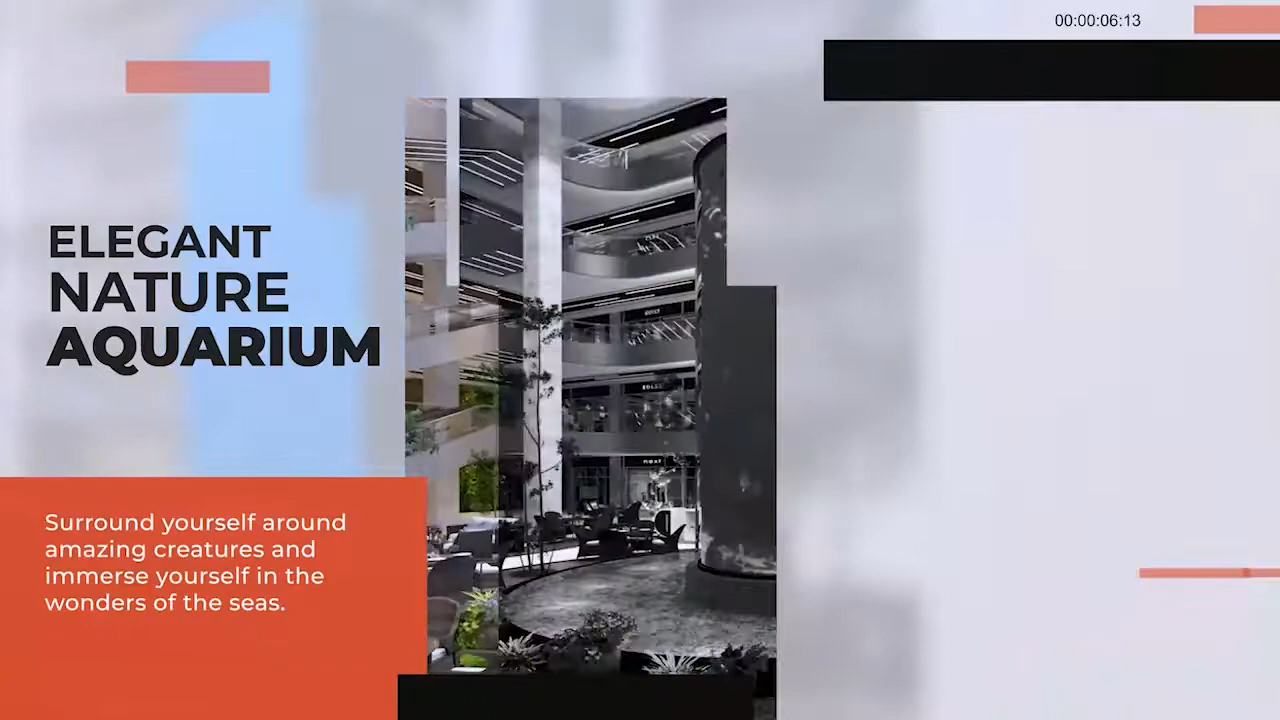 00:00:06:13
ELEGANT
NATURE
AQUARIUM
Surround yourself around
amazing creatures and
immerse yourself in the
wonders of the seas.
next